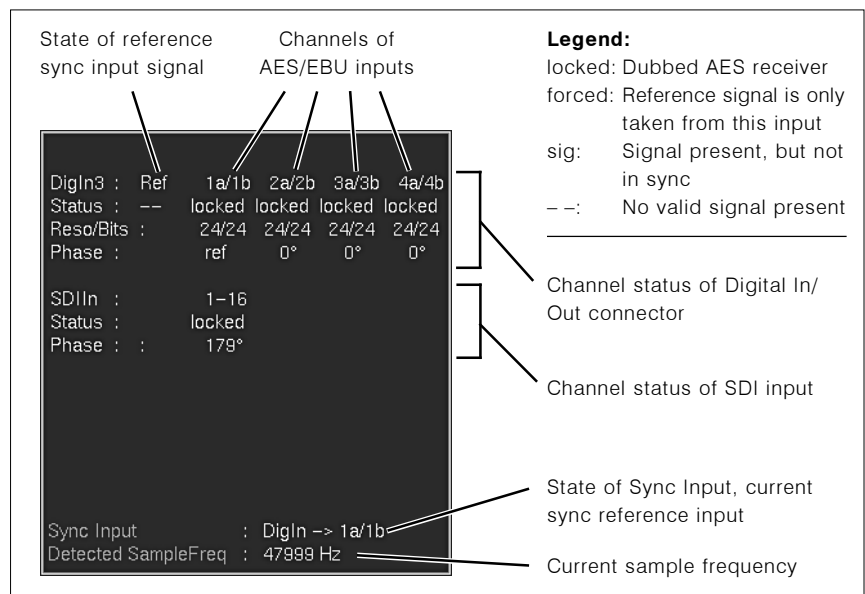 State of reference
sync input signal
Channels of
AES/EBU inputs
Legend:
locked: Dubbed AES receiver
forced: Reference signal is only
taken from this input
sig: Signal present, but not
in sync
– –: No valid signal present
DigIn3 : Ref 1a/1b 2a/2b 3a/3b 4a/4b
Status : –– locked locked locked locked
Reso/Bits : 24/24 24/24 24/24 24/24
Phase : ref 0° 0° 0°
SDIIn : 1–16
Status : locked
Phase : : 179°
Channel status of Digital In/
Out connector
Channel status of SDI input
Sync Input : DigIn –> 1a/1b
Detected SampleFreq : 47999 Hz
State of Sync Input, current
sync reference input
Current sample frequency